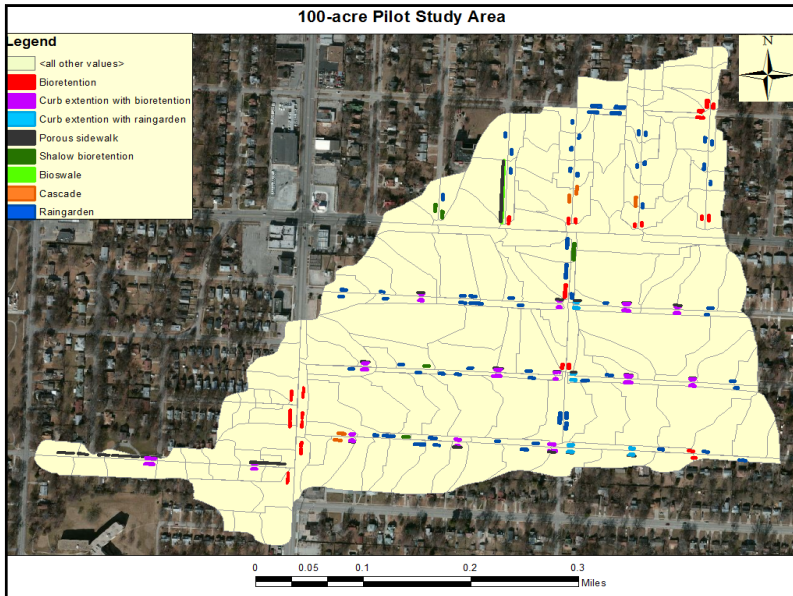 100-acre Pilot Study Area
Legend
<all other values>
Bioretention
Curb extention with bioretention
Curb extention with raingarden
Porous sidewalk
Shalow bioretention
Bioswale
Cascade
Raingarden
N
0 0.05 0.1 0.2 0.3
Miles